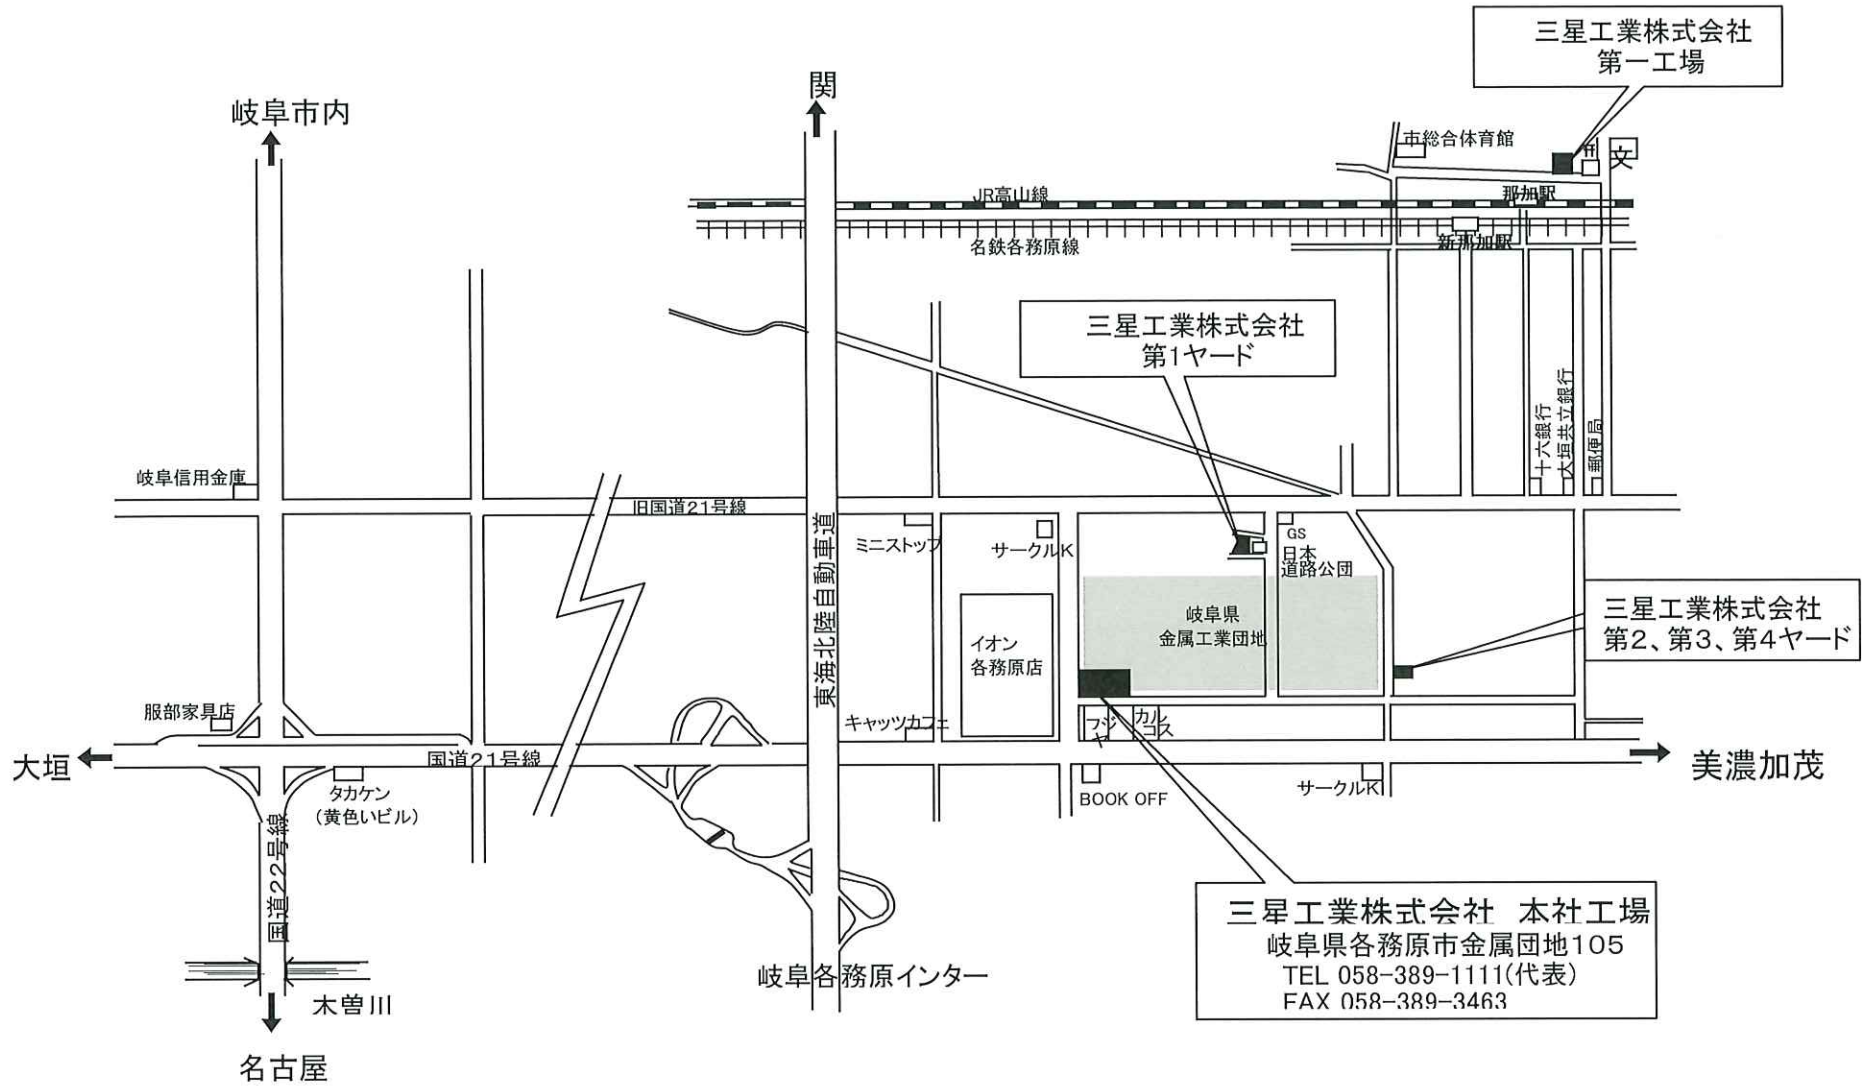 三星工業株式会社
第一工場
関
岐阜市内
市総合体育館
文
JR高山線
那加駅
新那加駅
名鉄各務原線
三星工業株式会社
第1ヤード
十六銀行
大垣共立銀行
郵便局
岐阜信用金庫
旧国道21号線
東海北陸自動車道
ミニストップ
サークルK
GS
日本
道路公団
岐阜県
金属工業団地
三星工業株式会社
第2、第3、第4ヤード
イオン
各務原店
服部家具店
キャッツカフェ
フジヤ
カルコス
大垣
国道21号線
美濃加茂
タカケン
(黄色いビル)
BOOK OFF
サークルK
国道22号線
三星工業株式会社 本社工場
岐阜県各務原市金属団地105
TEL 058-389-1111(代表)
FAX 058-389-3463
岐阜各務原インター
木曽川
名古屋